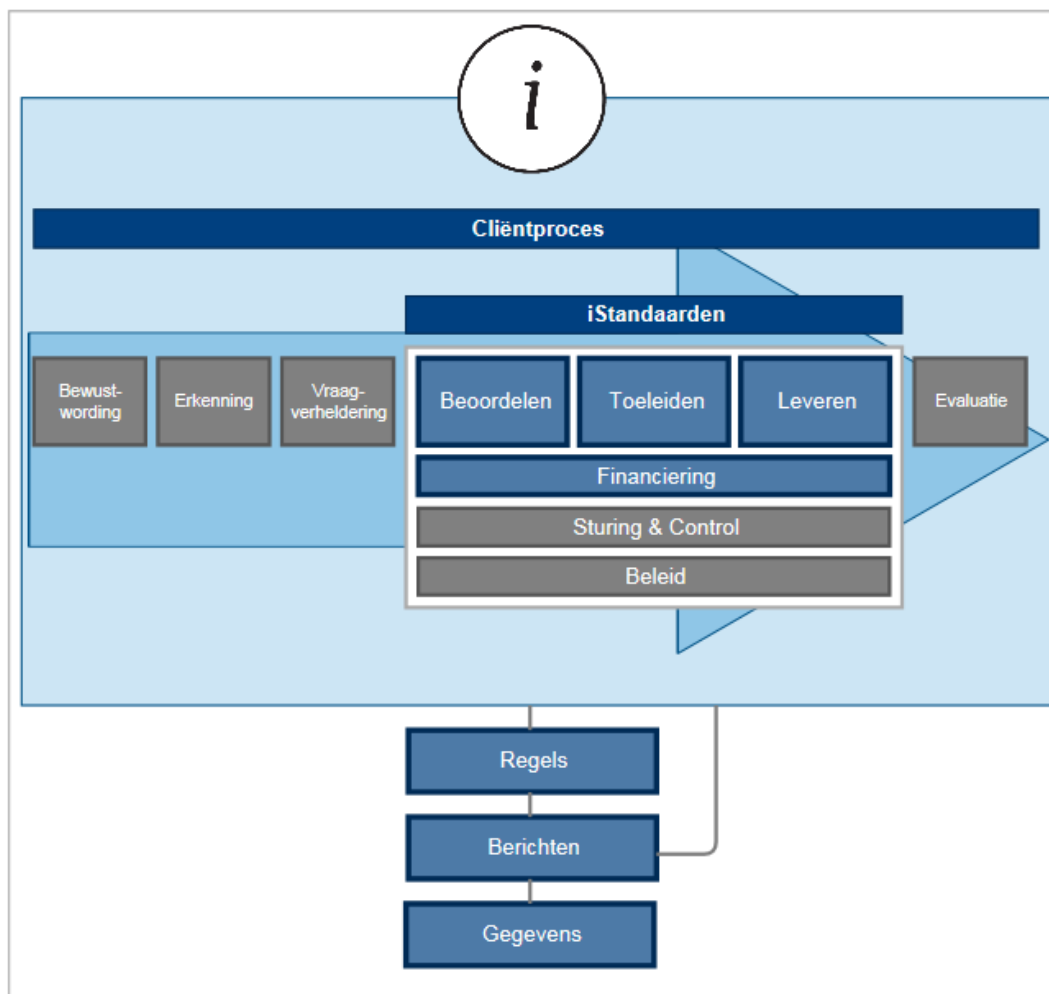 i
Cliëntproces
iStandaarden
Bewust-
wording
Erkenning
Vraag-
verheldering
Beoordelen
Toeleiden
Leveren
Evaluatie
Financiering
Sturing & Control
Beleid
Regels
Berichten
Gegevens